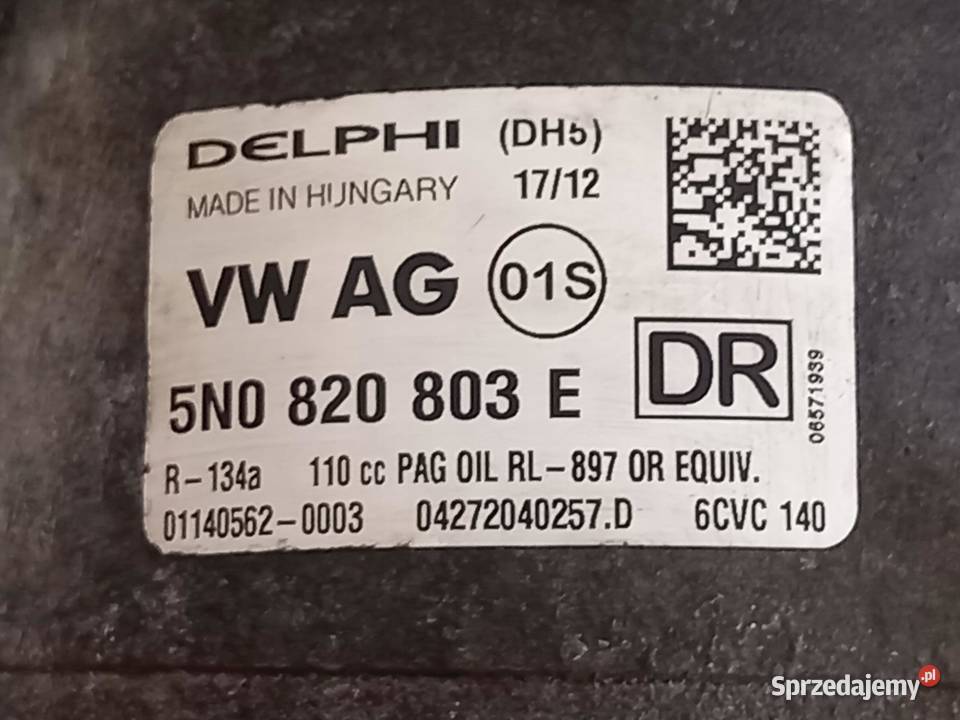 DELPHI (DH5)
MADE IN HUNGARY 17/12
VW AG 01S
5N0 820 803 E DR
06571939
R-134a 110 cc PAG OIL RL-897 OR EQUIV.
01140562-0003 04272040257.D 6CVC 140
Sprzedajemy.pl